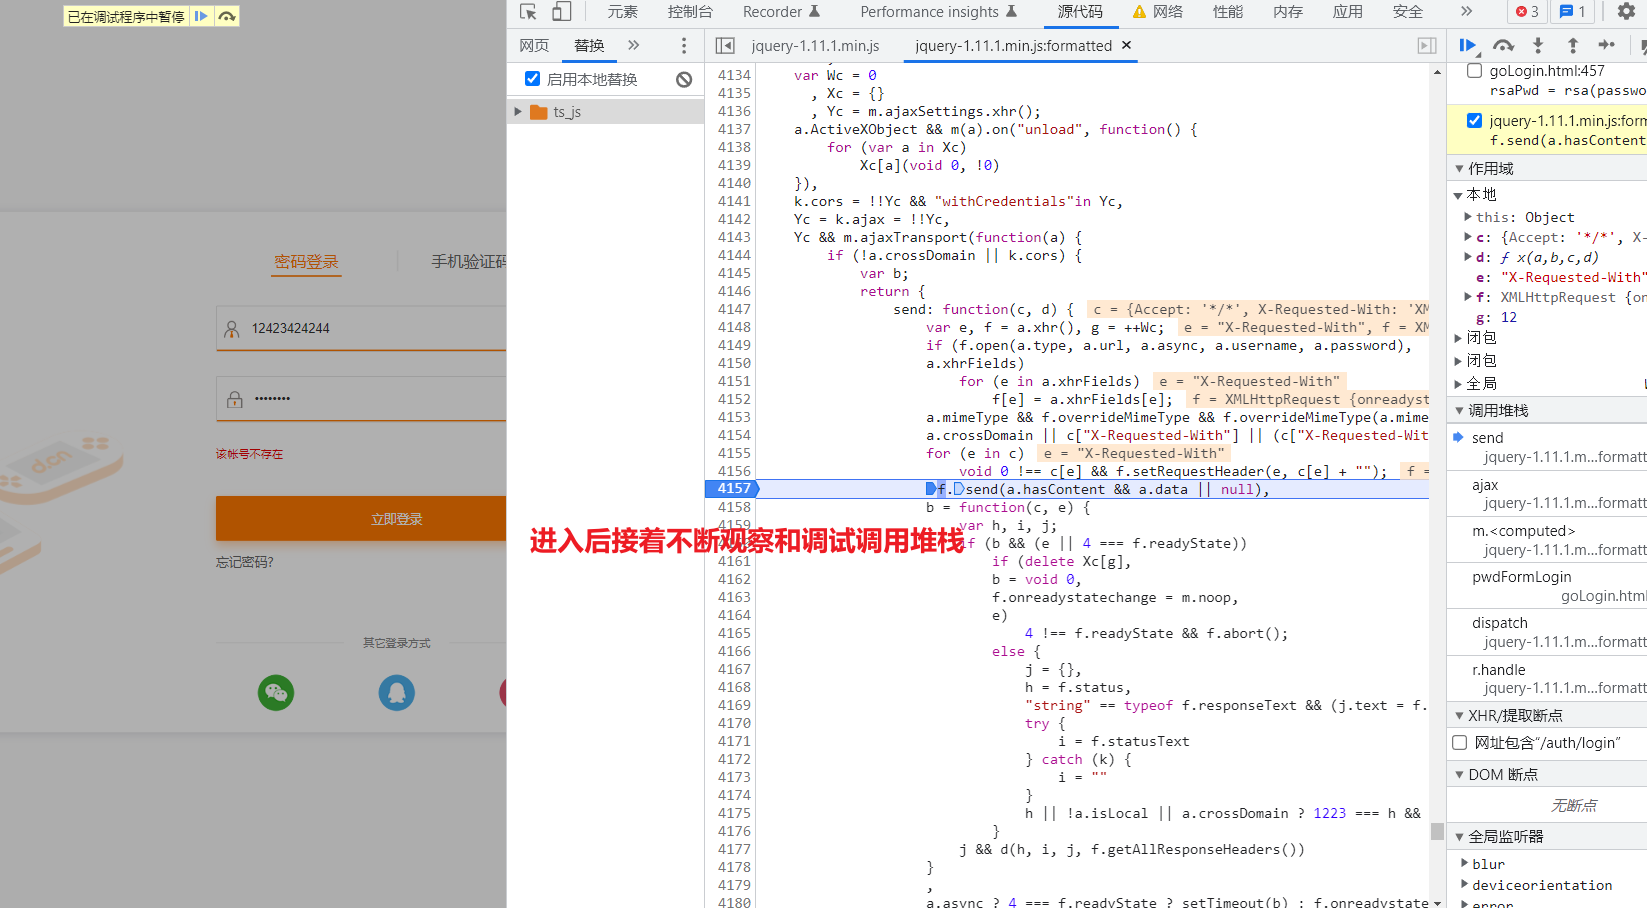 已在调试程序中暂停
密码登录
手机验证码
12423424244
••••••••
该帐号不存在
立即登录
忘记密码?
其它登录方式
d.cn
元素 控制台 Recorder Performance insights 源代码 网络 性能 内存 应用 安全 » 3 1
网页 替换 »
启用本地替换
ts_js
jquery-1.11.1.min.js jquery-1.11.1.min.js:formatted ×
4134 var Wc = 0
4135 , Xc = {}
4136 , Yc = m.ajaxSettings.xhr();
4137 a.ActiveXObject && m(a).on("unload", function() {
4138 for (var a in Xc)
4139 Xc[a](void 0, !0)
4140 }),
4141 k.cors = !!Yc && "withCredentials"in Yc,
4142 Yc = k.ajax = !!Yc,
4143 Yc && m.ajaxTransport(function(a) {
4144 if (!a.crossDomain || k.cors) {
4145 var b;
4146 return {
4147 send: function(c, d) { c = {Accept: '*/*', X-Requested-With: 'XM
4148 var e, f = a.xhr(), g = ++Wc; e = "X-Requested-With", f = XM
4149 if (f.open(a.type, a.url, a.async, a.username, a.password),
4150 a.xhrFields)
4151 for (e in a.xhrFields) e = "X-Requested-With"
4152 f[e] = a.xhrFields[e]; f = XMLHttpRequest {onreadyst
4153 a.mimeType && f.overrideMimeType && f.overrideMimeType(a.mime
4154 a.crossDomain || c["X-Requested-With"] || (c["X-Requested-Wit
4155 for (e in c) e = "X-Requested-With"
4156 void 0 !== c[e] && f.setRequestHeader(e, c[e] + ""); f =
4157 f.send(a.hasContent && a.data || null),
4158 b = function(c, e) {
4159 var h, i, j;
进入后接着不断观察和调试调用堆栈
if (b && (e || 4 === f.readyState))
4161 if (delete Xc[g],
4162 b = void 0,
4163 f.onreadystatechange = m.noop,
4164 e)
4165 4 !== f.readyState && f.abort();
4166 else {
4167 j = {},
4168 h = f.status,
4169 "string" == typeof f.responseText && (j.text = f.
4170 try {
4171 i = f.statusText
4172 } catch (k) {
4173 i = ""
4174 }
4175 h || !a.isLocal || a.crossDomain ? 1223 === h &&
4176 }
4177 j && d(h, i, j, f.getAllResponseHeaders())
4178 }
4179 ,
4180 a.async ? 4 === f.readyState ? setTimeout(b) : f.onreadystate
goLogin.html:457
rsaPwd = rsa(passwo
jquery-1.11.1.min.js:forn
f.send(a.hasContent
作用域
本地
this: Object
c: {Accept: '*/*', X-
d: ƒ x(a,b,c,d)
e: "X-Requested-With"
f: XMLHttpRequest {on
g: 12
闭包
闭包
全局
调用堆栈
send
jquery-1.11.1.m...formatt
ajax
jquery-1.11.1.m...formatt
m.<computed>
jquery-1.11.1.m...formatt
pwdFormLogin
goLogin.html
dispatch
jquery-1.11.1.m...formatt
r.handle
jquery-1.11.1.m...formatt
XHR/提取断点
网址包含“/auth/login”
DOM 断点
无断点
全局监听器
blur
deviceorientation
error